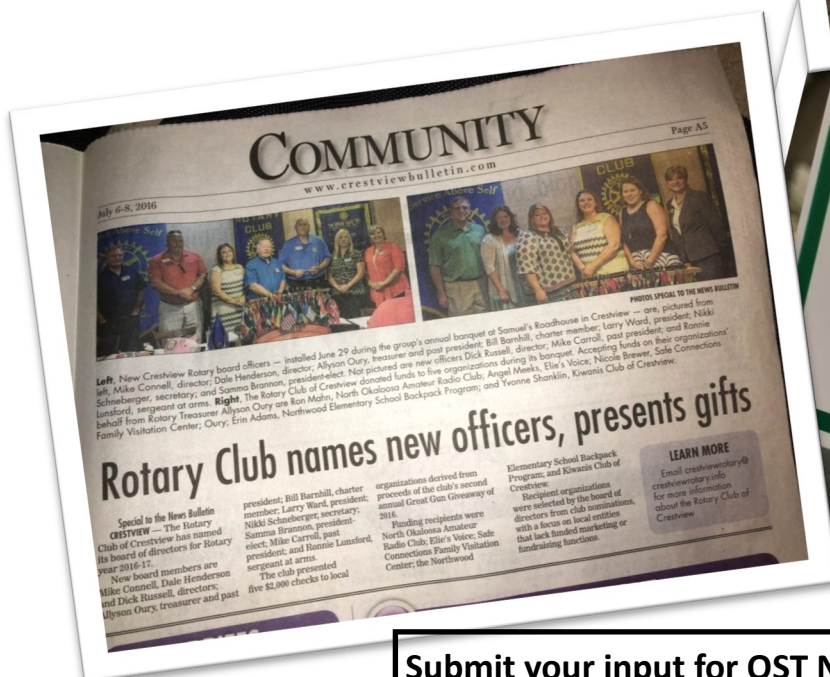 COMMUNITY
Page A5
www.crestviewbulletin.com
July 6-8, 2016
Above Self
ROTARY
CLUB
Service Above Self
CLUB
PHOTOS SPECIAL TO THE NEWS BULLETIN
Left, New Crestview Rotary board officers — installed June 29 during the group's annual banquet at Samuel's Roadhouse in Crestview — are, pictured from
left, Mike Connell, director; Dale Henderson, director; Allyson Oury, treasurer and past president; Bill Barnhill, charter member; Larry Ward, president; Nikki
Schneberger, secretary; and Samma Brannon, president-elect. Not pictured are new officers Dick Russell, director; Mike Carroll, past president; and Ronnie
Lunsford, sergeant at arms. Right, The Rotary Club of Crestview donated funds to five organizations during its banquet. Accepting funds on their organizations'
behalf from Rotary Treasurer Allyson Oury are Ron Mahn, North Okaloosa Amateur Radio Club; Angel Meeks, Elie's Voice; Nicole Brewer, Safe Connections
Family Visitation Center; Oury; Erin Adams, Northwood Elementary School Backpack Program; and Yvonne Shanklin, Kiwanis Club of Crestview.
Rotary Club names new officers, presents gifts
Special to the News Bulletin
CRESTVIEW — The Rotary
Club of Crestview has named
its board of directors for Rotary
year 2016-17.
New board members are
Mike Connell, Dale Henderson
and Dick Russell, directors;
Allyson Oury, treasurer and past
president; Bill Barnhill, charter
member; Larry Ward, president;
Nikki Schneberger, secretary;
Samma Brannon, president-
elect; Mike Carroll, past
president; and Ronnie Lunsford,
sergeant at arms.
The club presented
five $2,000 checks to local
organizations derived from
proceeds of the club's second
annual Great Gun Giveaway of
2016.
Funding recipients were
North Okaloosa Amateur
Radio Club; Elie's Voice; Safe
Connections Family Visitation
Center; the Northwood
Elementary School Backpack
Program; and Kiwanis Club of
Crestview.
Recipient organizations
were selected by the board of
directors from club nominations,
with a focus on local entities
that lack funded marketing or
fundraising functions.
LEARN MORE
Email crestviewrotary@
crestviewrotary.info
for more information
about the Rotary Club of
Crestview
Submit your input for OST N